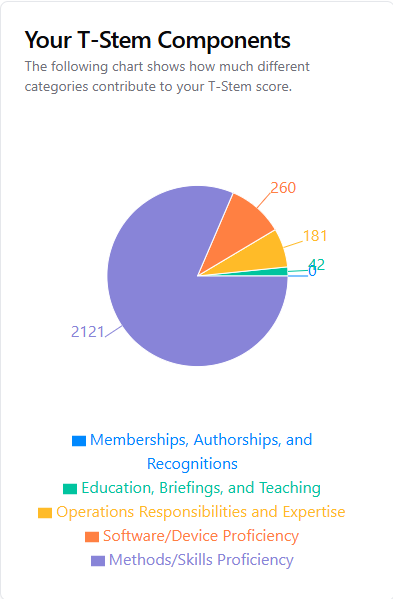 Your T-Stem Components
The following chart shows how much different
categories contribute to your T-Stem score.
260
181
42
0
2121
Memberships, Authorships, and
Recognitions
Education, Briefings, and Teaching
Operations Responsibilities and Expertise
Software/Device Proficiency
Methods/Skills Proficiency